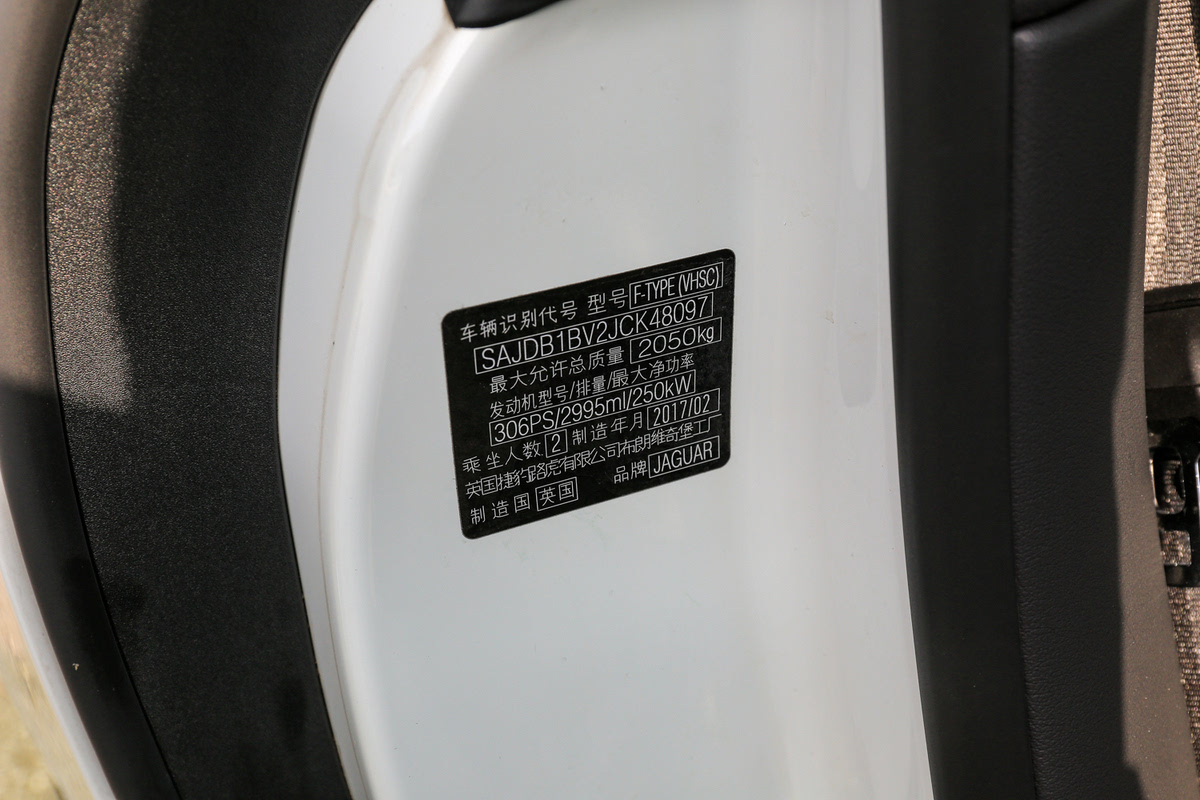 车辆识别代号 型号 F-TYPE (VHSC)
SAJDB1BV2JCK48097
最大允许总质量 2050kg
发动机型号/排量/最大净功率
306PS/2995ml/250kW
乘坐人数 2 制造年月 2017/02
英国捷豹路虎有限公司布朗维奇堡工厂
制造国 英国 品牌 JAGUAR